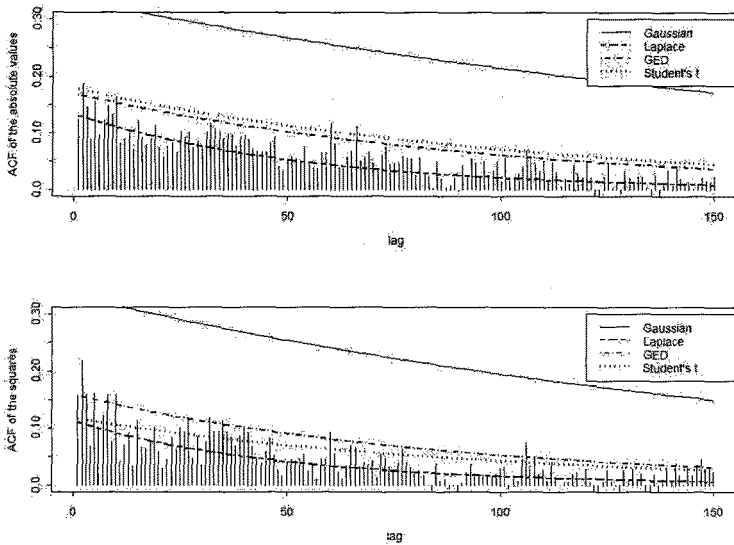 ACF of the absolute values
0.30
0.20
0.10
0.0
Gaussian
Laplace
GED
Student's t
0
50
100
150
lag
ACF of the squares
0.30
0.20
0.10
0.0
Gaussian
Laplace
GED
Student's t
0
50
100
150
lag